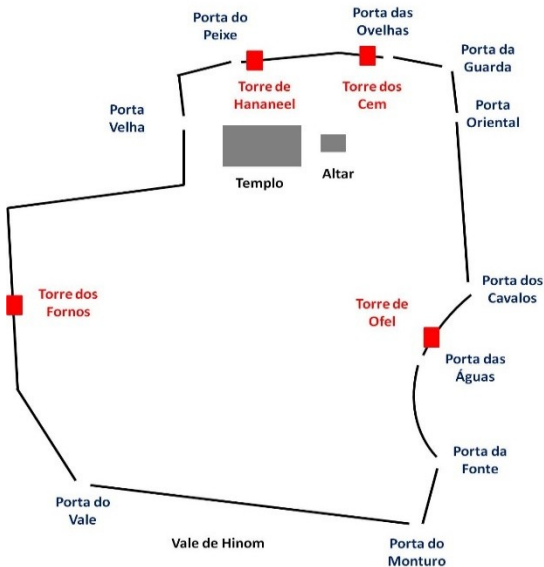 Porta do
Peixe
Porta das
Ovelhas
Porta da
Guarda
Torre de
Hananeel
Torre dos
Cem
Porta
Velha
Porta
Oriental
Templo
Altar
Torre dos
Fornos
Torre de
Ofel
Porta dos
Cavalos
Porta das
Águas
Porta da
Fonte
Porta do
Vale
Vale de Hinom
Porta do
Monturo